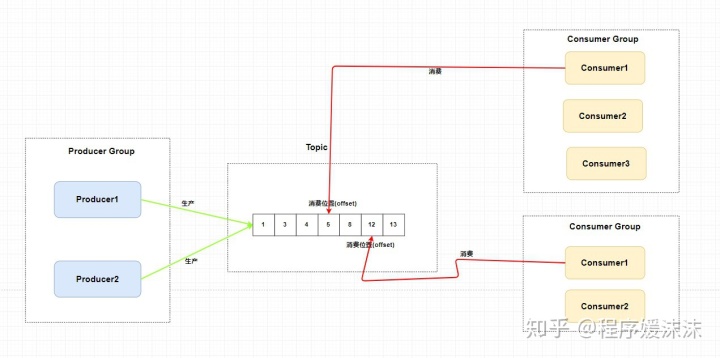 Consumer Group
Consumer1
消费
Consumer2
Consumer3
Topic
Producer Group
Producer1
生产
消费位置(offset)
1 3 4 5 8 12 13
消费位置(offset)
生产
Producer2
Consumer Group
消费
Consumer1
Consumer2
知乎 @程序媛沫沫